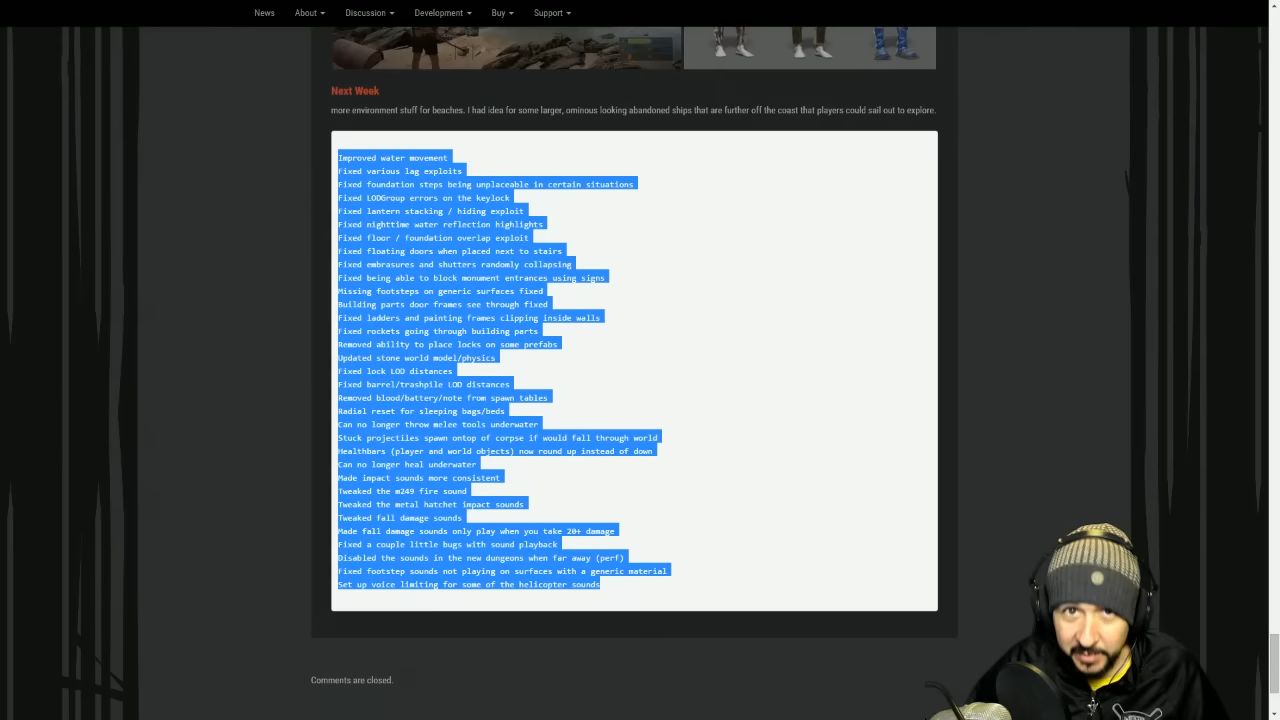 News About Discussion Development Buy Support
Next Week
more environment stuff for beaches. I had idea for some larger, ominous looking abandoned ships that are further off the coast that players could sail out to explore.
Improved water movement
Fixed various lag exploits
Fixed foundation steps being unplaceable in certain situations
Fixed LODGroup errors on the keylock
Fixed lantern stacking / hiding exploit
Fixed nighttime water reflection highlights
Fixed floor / foundation overlap exploit
Fixed floating doors when placed next to stairs
Fixed embrasures and shutters randomly collapsing
Fixed being able to block monument entrances using signs
Missing footsteps on generic surfaces fixed
Building parts door frames see through fixed
Fixed ladders and painting frames clipping inside walls
Fixed rockets going through building parts
Removed ability to place locks on some prefabs
Updated stone world model/physics
Fixed lock LOD distances
Fixed barrel/trashpile LOD distances
Removed blood/battery/note from spawn tables
Radial reset for sleeping bags/beds
Can no longer throw melee tools underwater
Stuck projectiles spawn ontop of corpse if would fall through world
Healthbars (player and world objects) now round up instead of down
Can no longer heal underwater
Made impact sounds more consistent
Tweaked the m249 fire sound
Tweaked the metal hatchet impact sounds
Tweaked fall damage sounds
Made fall damage sounds only play when you take 20+ damage
Fixed a couple little bugs with sound playback
Disabled the sounds in the new dungeons when far away (perf)
Fixed footstep sounds not playing on surfaces with a generic material
Set up voice limiting for some of the helicopter sounds
Comments are closed.